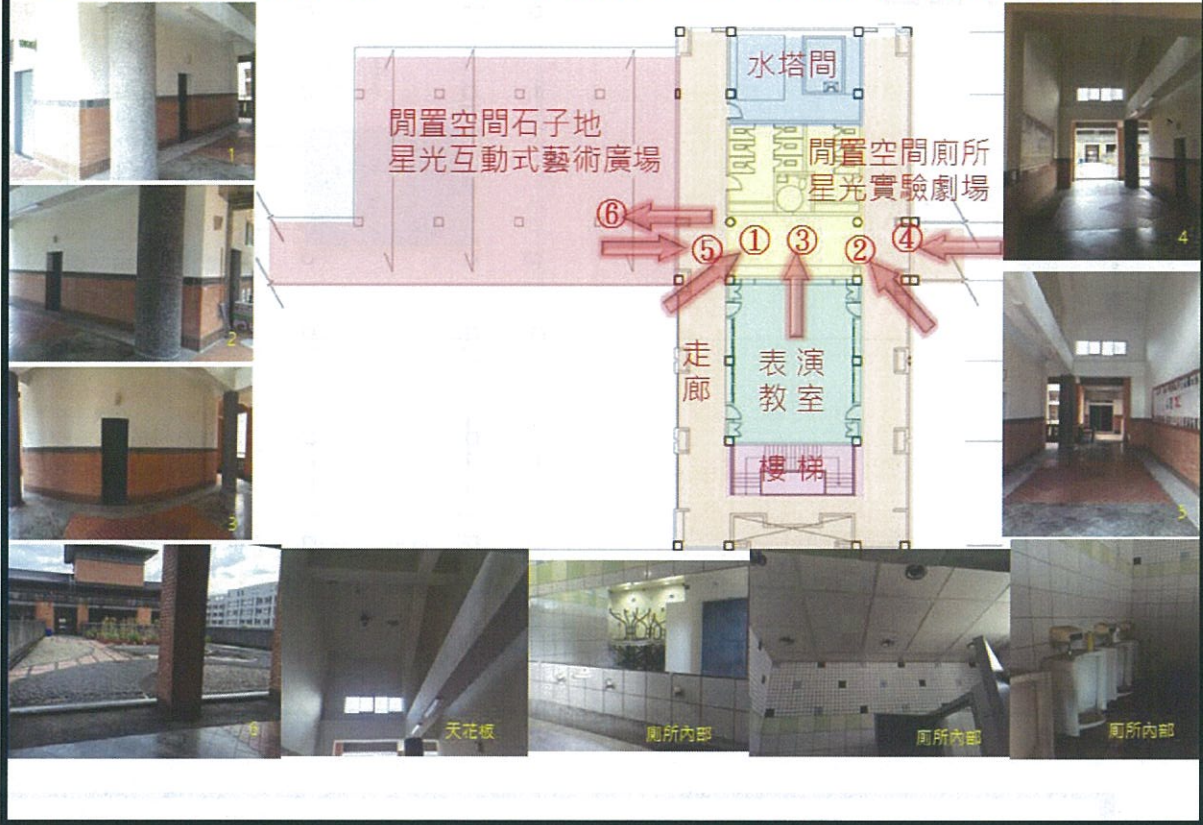 水塔間
閒置空間石子地
星光互動式藝術廣場
閒置空間廁所
星光實驗劇場
⑥
⑤
①
③
②
④
走廊
表演
教室
樓梯
1
2
3
4
5
6
天花板
廁所內部
廁所內部
廁所內部